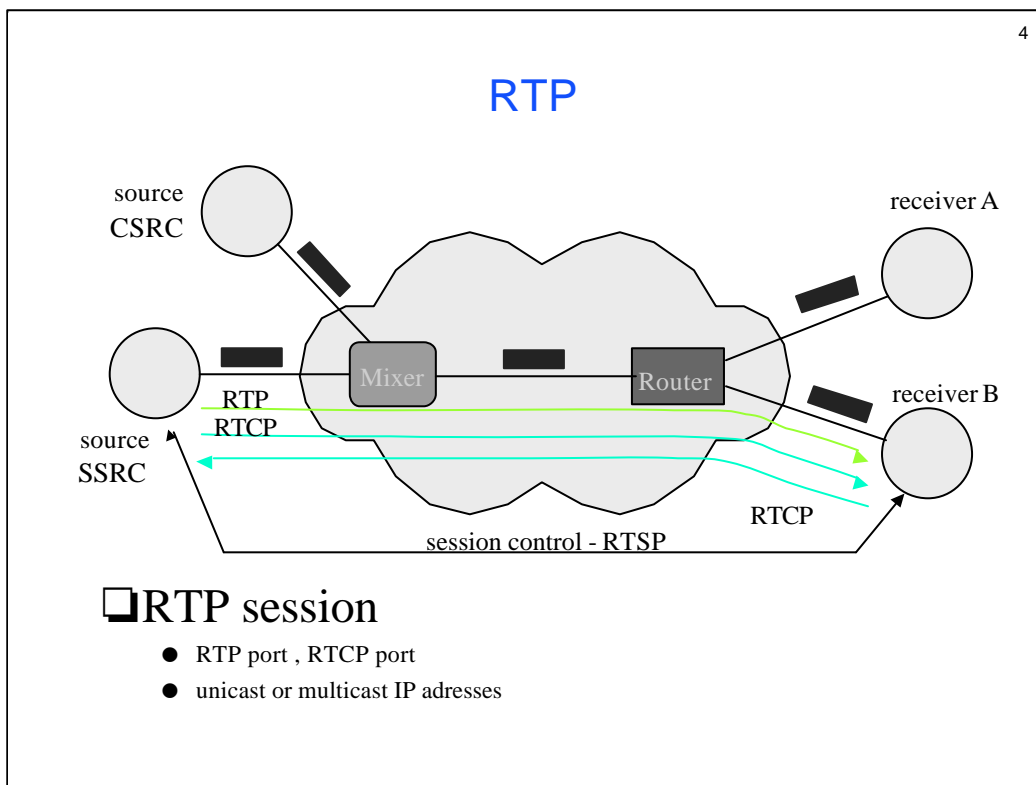 4
RTP
source
CSRC
receiver A
Mixer
Router
receiver B
RTP
RTCP
source
SSRC
RTCP
session control - RTSP
RTP session
RTP port , RTCP port
unicast or multicast IP adresses